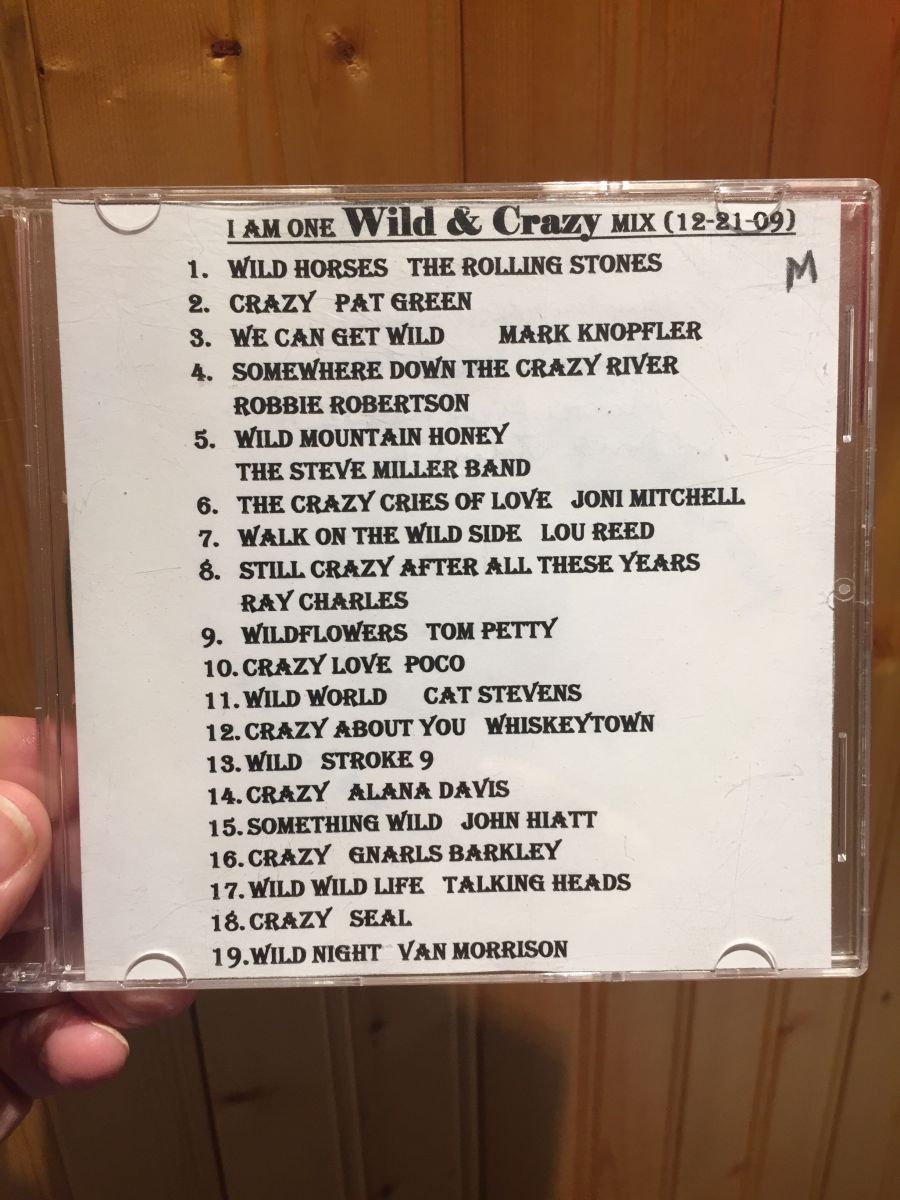 I AM ONE Wild & Crazy MIX (12-21-09)
M
1. WILD HORSES THE ROLLING STONES
2. CRAZY PAT GREEN
3. WE CAN GET WILD MARK KNOPFLER
4. SOMEWHERE DOWN THE CRAZY RIVER
ROBBIE ROBERTSON
5. WILD MOUNTAIN HONEY
THE STEVE MILLER BAND
6. THE CRAZY CRIES OF LOVE JONI MITCHELL
7. WALK ON THE WILD SIDE LOU REED
8. STILL CRAZY AFTER ALL THESE YEARS
RAY CHARLES
9. WILDFLOWERS TOM PETTY
10. CRAZY LOVE POCO
11. WILD WORLD CAT STEVENS
12. CRAZY ABOUT YOU WHISKEYTOWN
13. WILD STROKE 9
14. CRAZY ALANA DAVIS
15. SOMETHING WILD JOHN HIATT
16. CRAZY GNARLS BARKLEY
17. WILD WILD LIFE TALKING HEADS
18. CRAZY SEAL
19. WILD NIGHT VAN MORRISON